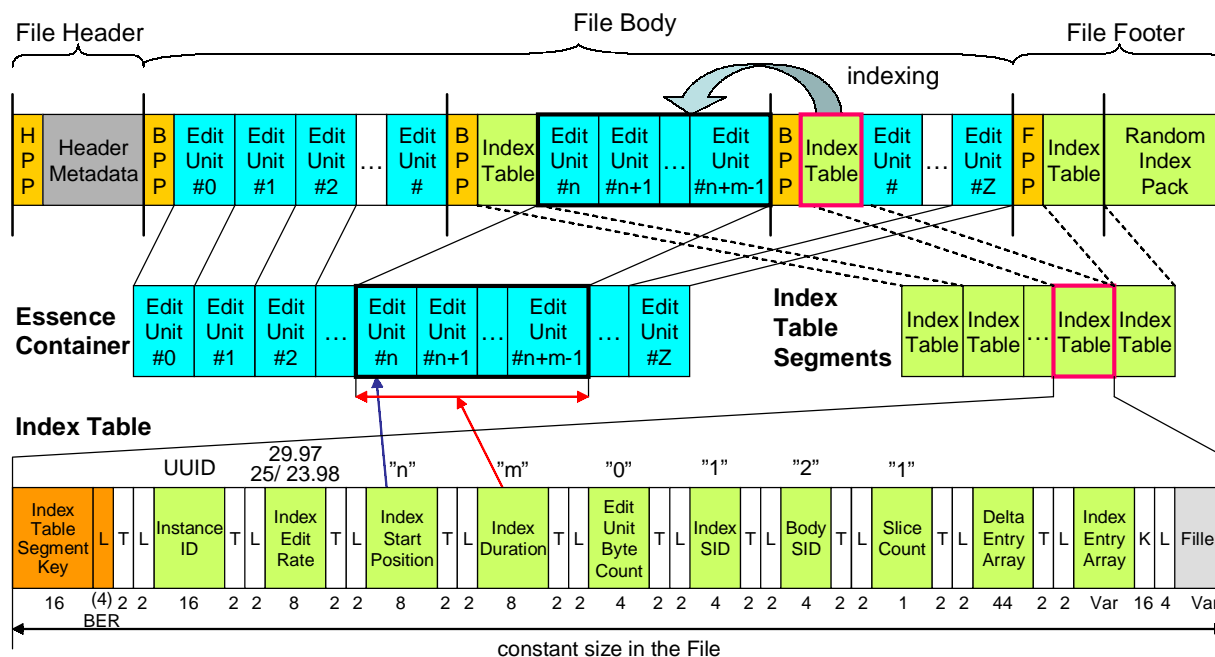 File Header
File Body
File Footer
indexing
H
P
P
Header
Metadata
B
P
P
Edit
Unit
#0
Edit
Unit
#1
Edit
Unit
#2
...
Edit
Unit
#
B
P
P
Index
Table
Edit
Unit
#n
Edit
Unit
#n+1
...
Edit
Unit
#n+m-1
B
P
P
Index
Table
Edit
Unit
#
...
Edit
Unit
#Z
F
P
P
Index
Table
Random
Index
Pack
Essence
Container
Edit
Unit
#0
Edit
Unit
#1
Edit
Unit
#2
...
Edit
Unit
#n
Edit
Unit
#n+1
...
Edit
Unit
#n+m-1
...
Edit
Unit
#Z
Index
Table
Segments
Index
Table
Index
Table
...
Index
Table
Index
Table
Index Table
UUID
29.97
25/ 23.98
”n”
”m”
”0”
”1”
”2”
”1”
Index
Table
Segment
Key
L
T
L
Instance
ID
T
L
Index
Edit
Rate
T
L
Index
Start
Position
T
L
Index
Duration
T
L
Edit
Unit
Byte
Count
T
L
Index
SID
T
L
Body
SID
T
L
Slice
Count
T
L
Delta
Entry
Array
T
L
Index
Entry
Array
K
L
Fille
16
(4)
BER
2
2
16
2
2
8
2
2
8
2
2
8
2
2
4
2
2
4
2
2
4
2
2
1
2
2
44
2
2
Var
16
4
Var
constant size in the File